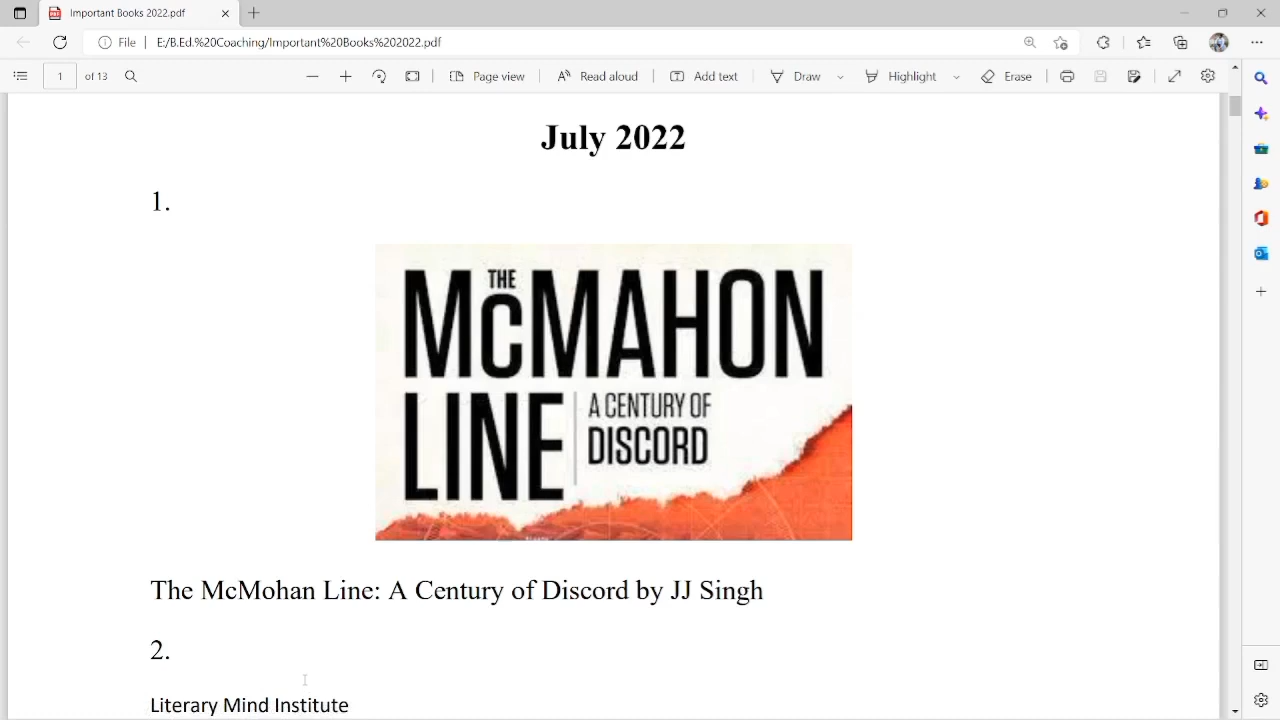 Important Books 2022.pdf
File | E:/B.Ed.%20Coaching/Important%20Books%202022.pdf
1 of 13
Page view
Read aloud
Add text
Draw
Highlight
Erase
July 2022
1.
THE
McMAHON
LINE
A CENTURY OF
DISCORD
The McMohan Line: A Century of Discord by JJ Singh
2.
Literary Mind Institute